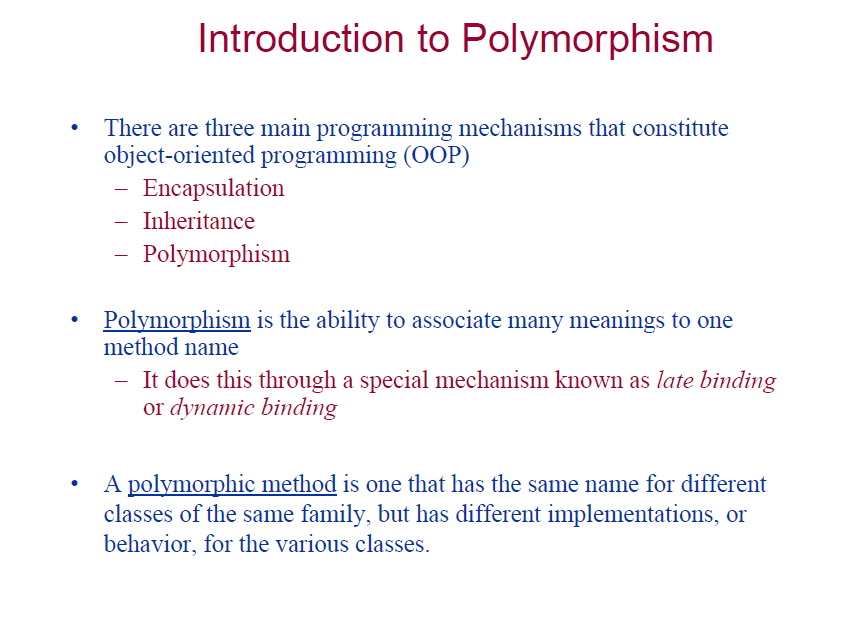 Introduction to Polymorphism
• There are three main programming mechanisms that constitute
object-oriented programming (OOP)
– Encapsulation
– Inheritance
– Polymorphism
• Polymorphism is the ability to associate many meanings to one
method name
– It does this through a special mechanism known as late binding
or dynamic binding
• A polymorphic method is one that has the same name for different
classes of the same family, but has different implementations, or
behavior, for the various classes.